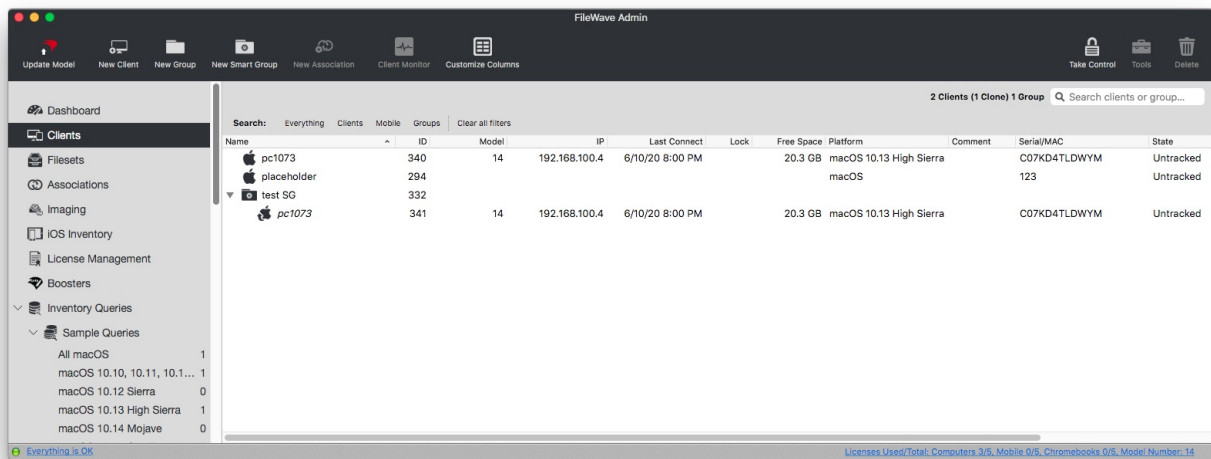 FileWave Admin
Update Model New Client New Group New Smart Group New Association Client Monitor Customize Columns Take Control Tools Delete
2 Clients (1 Clone) 1 Group Search clients or group...
Search: Everything Clients Mobile Groups Clear all filters
Name ID Model IP Last Connect Lock Free Space Platform Comment Serial/MAC State
pc1073 340 14 192.168.100.4 6/10/20 8:00 PM 20.3 GB macOS 10.13 High Sierra C07KD4TLDWYM Untracked
placeholder 294 macOS 123 Untracked
test SG 332
pc1073 341 14 192.168.100.4 6/10/20 8:00 PM 20.3 GB macOS 10.13 High Sierra C07KD4TLDWYM Untracked
Dashboard
Clients
Filesets
Associations
Imaging
iOS Inventory
License Management
Boosters
Inventory Queries
Sample Queries
All macOS 1
macOS 10.10, 10.11, 10.1... 1
macOS 10.12 Sierra 0
macOS 10.13 High Sierra 1
macOS 10.14 Mojave 0
Everything is OK Licenses Used/Total: Computers 3/5, Mobile 0/5, Chromebooks 0/5, Model Number: 14